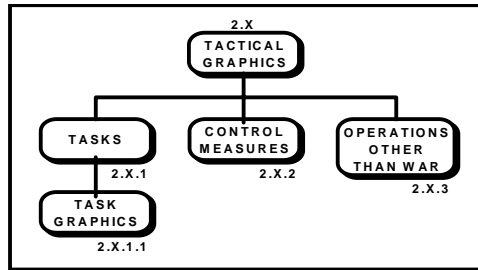 2.X
TACTICAL
GRAPHICS
TASKS
2.X.1
CONTROL
MEASURES
2.X.2
OPERATIONS
OTHER
THAN WAR
2.X.3
TASK
GRAPHICS
2.X.1.1